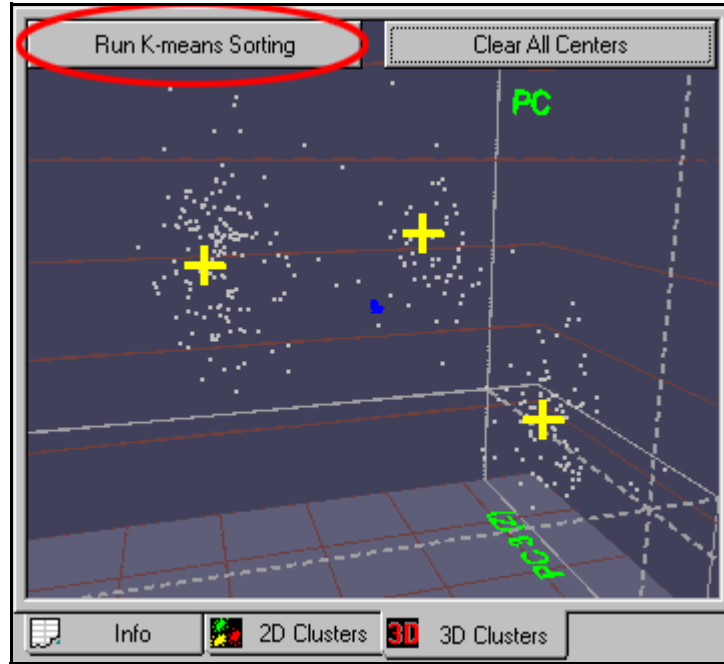 Run K-means Sorting
Clear All Centers
PC
PC 3 (Z)
Info
2D Clusters
3D
3D Clusters